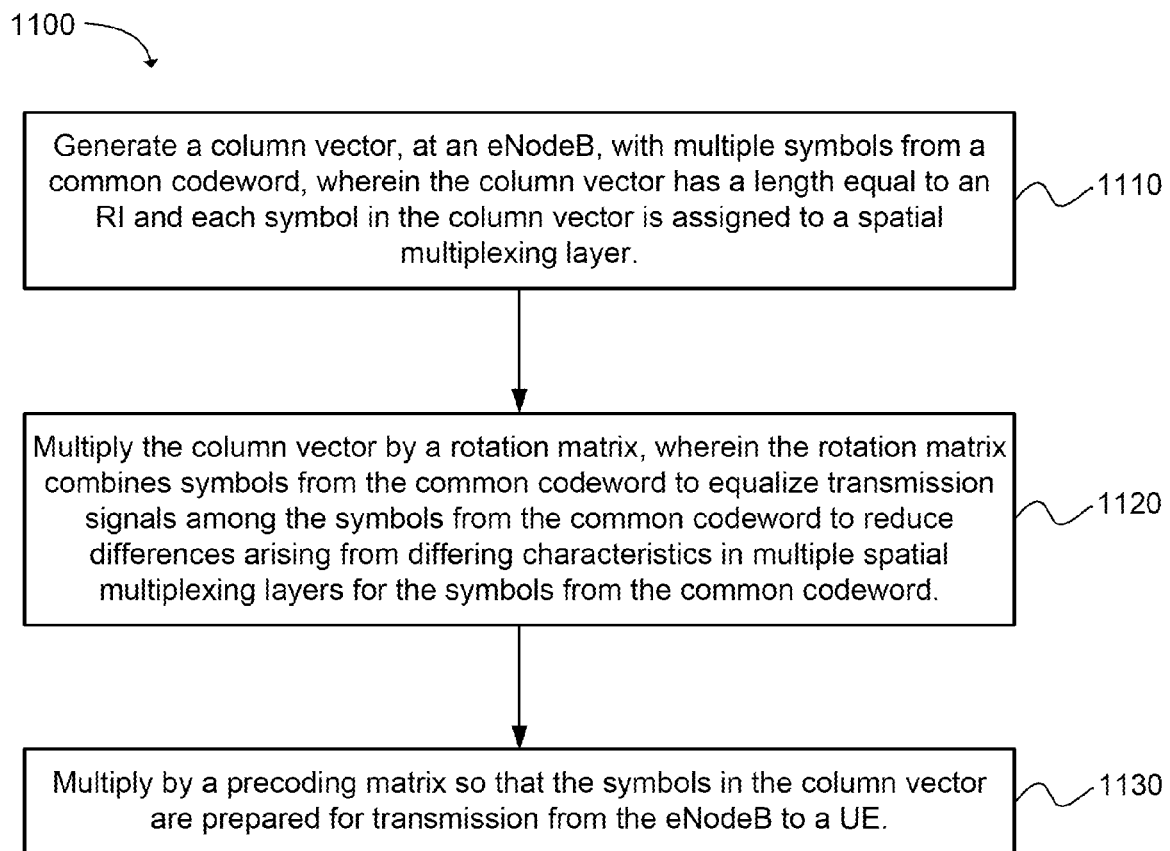 1100
Generate a column vector, at an eNodeB, with multiple symbols from a
common codeword, wherein the column vector has a length equal to an
RI and each symbol in the column vector is assigned to a spatial
multiplexing layer.
1110
Multiply the column vector by a rotation matrix, wherein the rotation matrix
combines symbols from the common codeword to equalize transmission
signals among the symbols from the common codeword to reduce
differences arising from differing characteristics in multiple spatial
multiplexing layers for the symbols from the common codeword.
1120
Multiply by a precoding matrix so that the symbols in the column vector
are prepared for transmission from the eNodeB to a UE.
1130